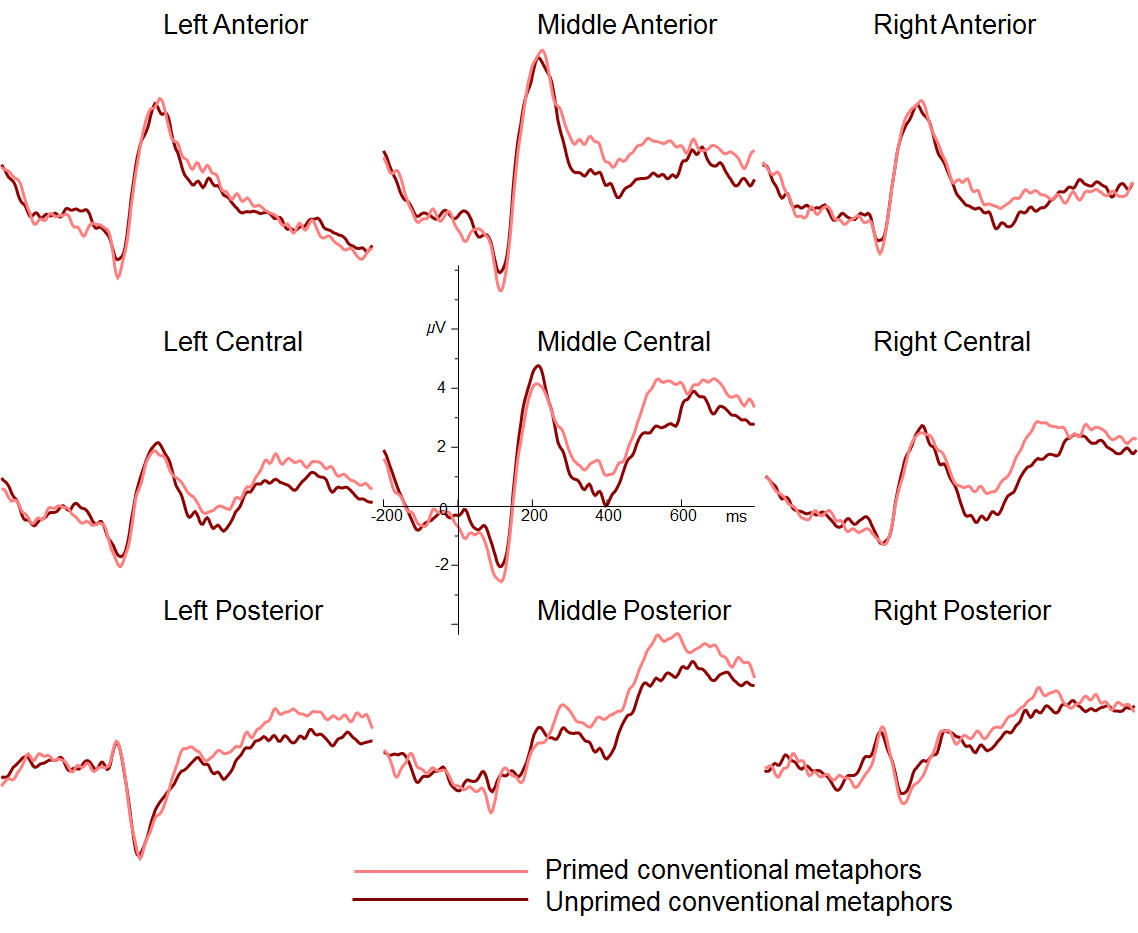 Left Anterior
Middle Anterior
Right Anterior
µV
Left Central
Middle Central
Right Central
4
2
0
-200
200
400
600
ms
-2
Left Posterior
Middle Posterior
Right Posterior
Primed conventional metaphors
Unprimed conventional metaphors